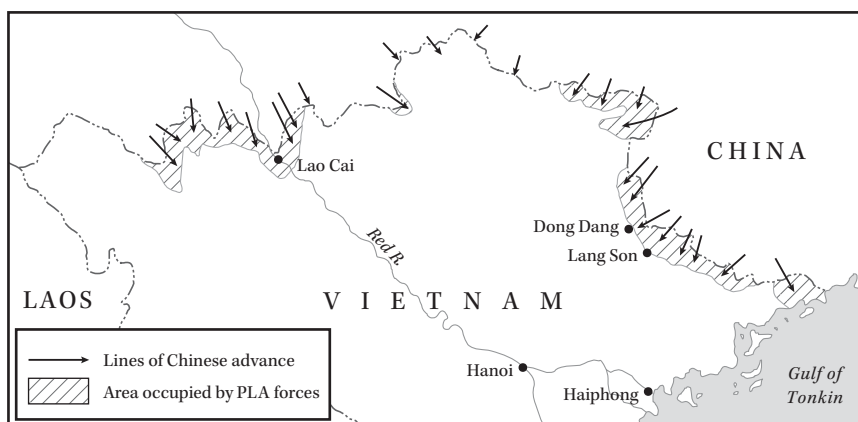 CHINA
Lao Cai
Dong Dang
Red R.
Lang Son
LAOS
VIETNAM
Lines of Chinese advance
Area occupied by PLA forces
Hanoi
Haiphong
Gulf of
Tonkin